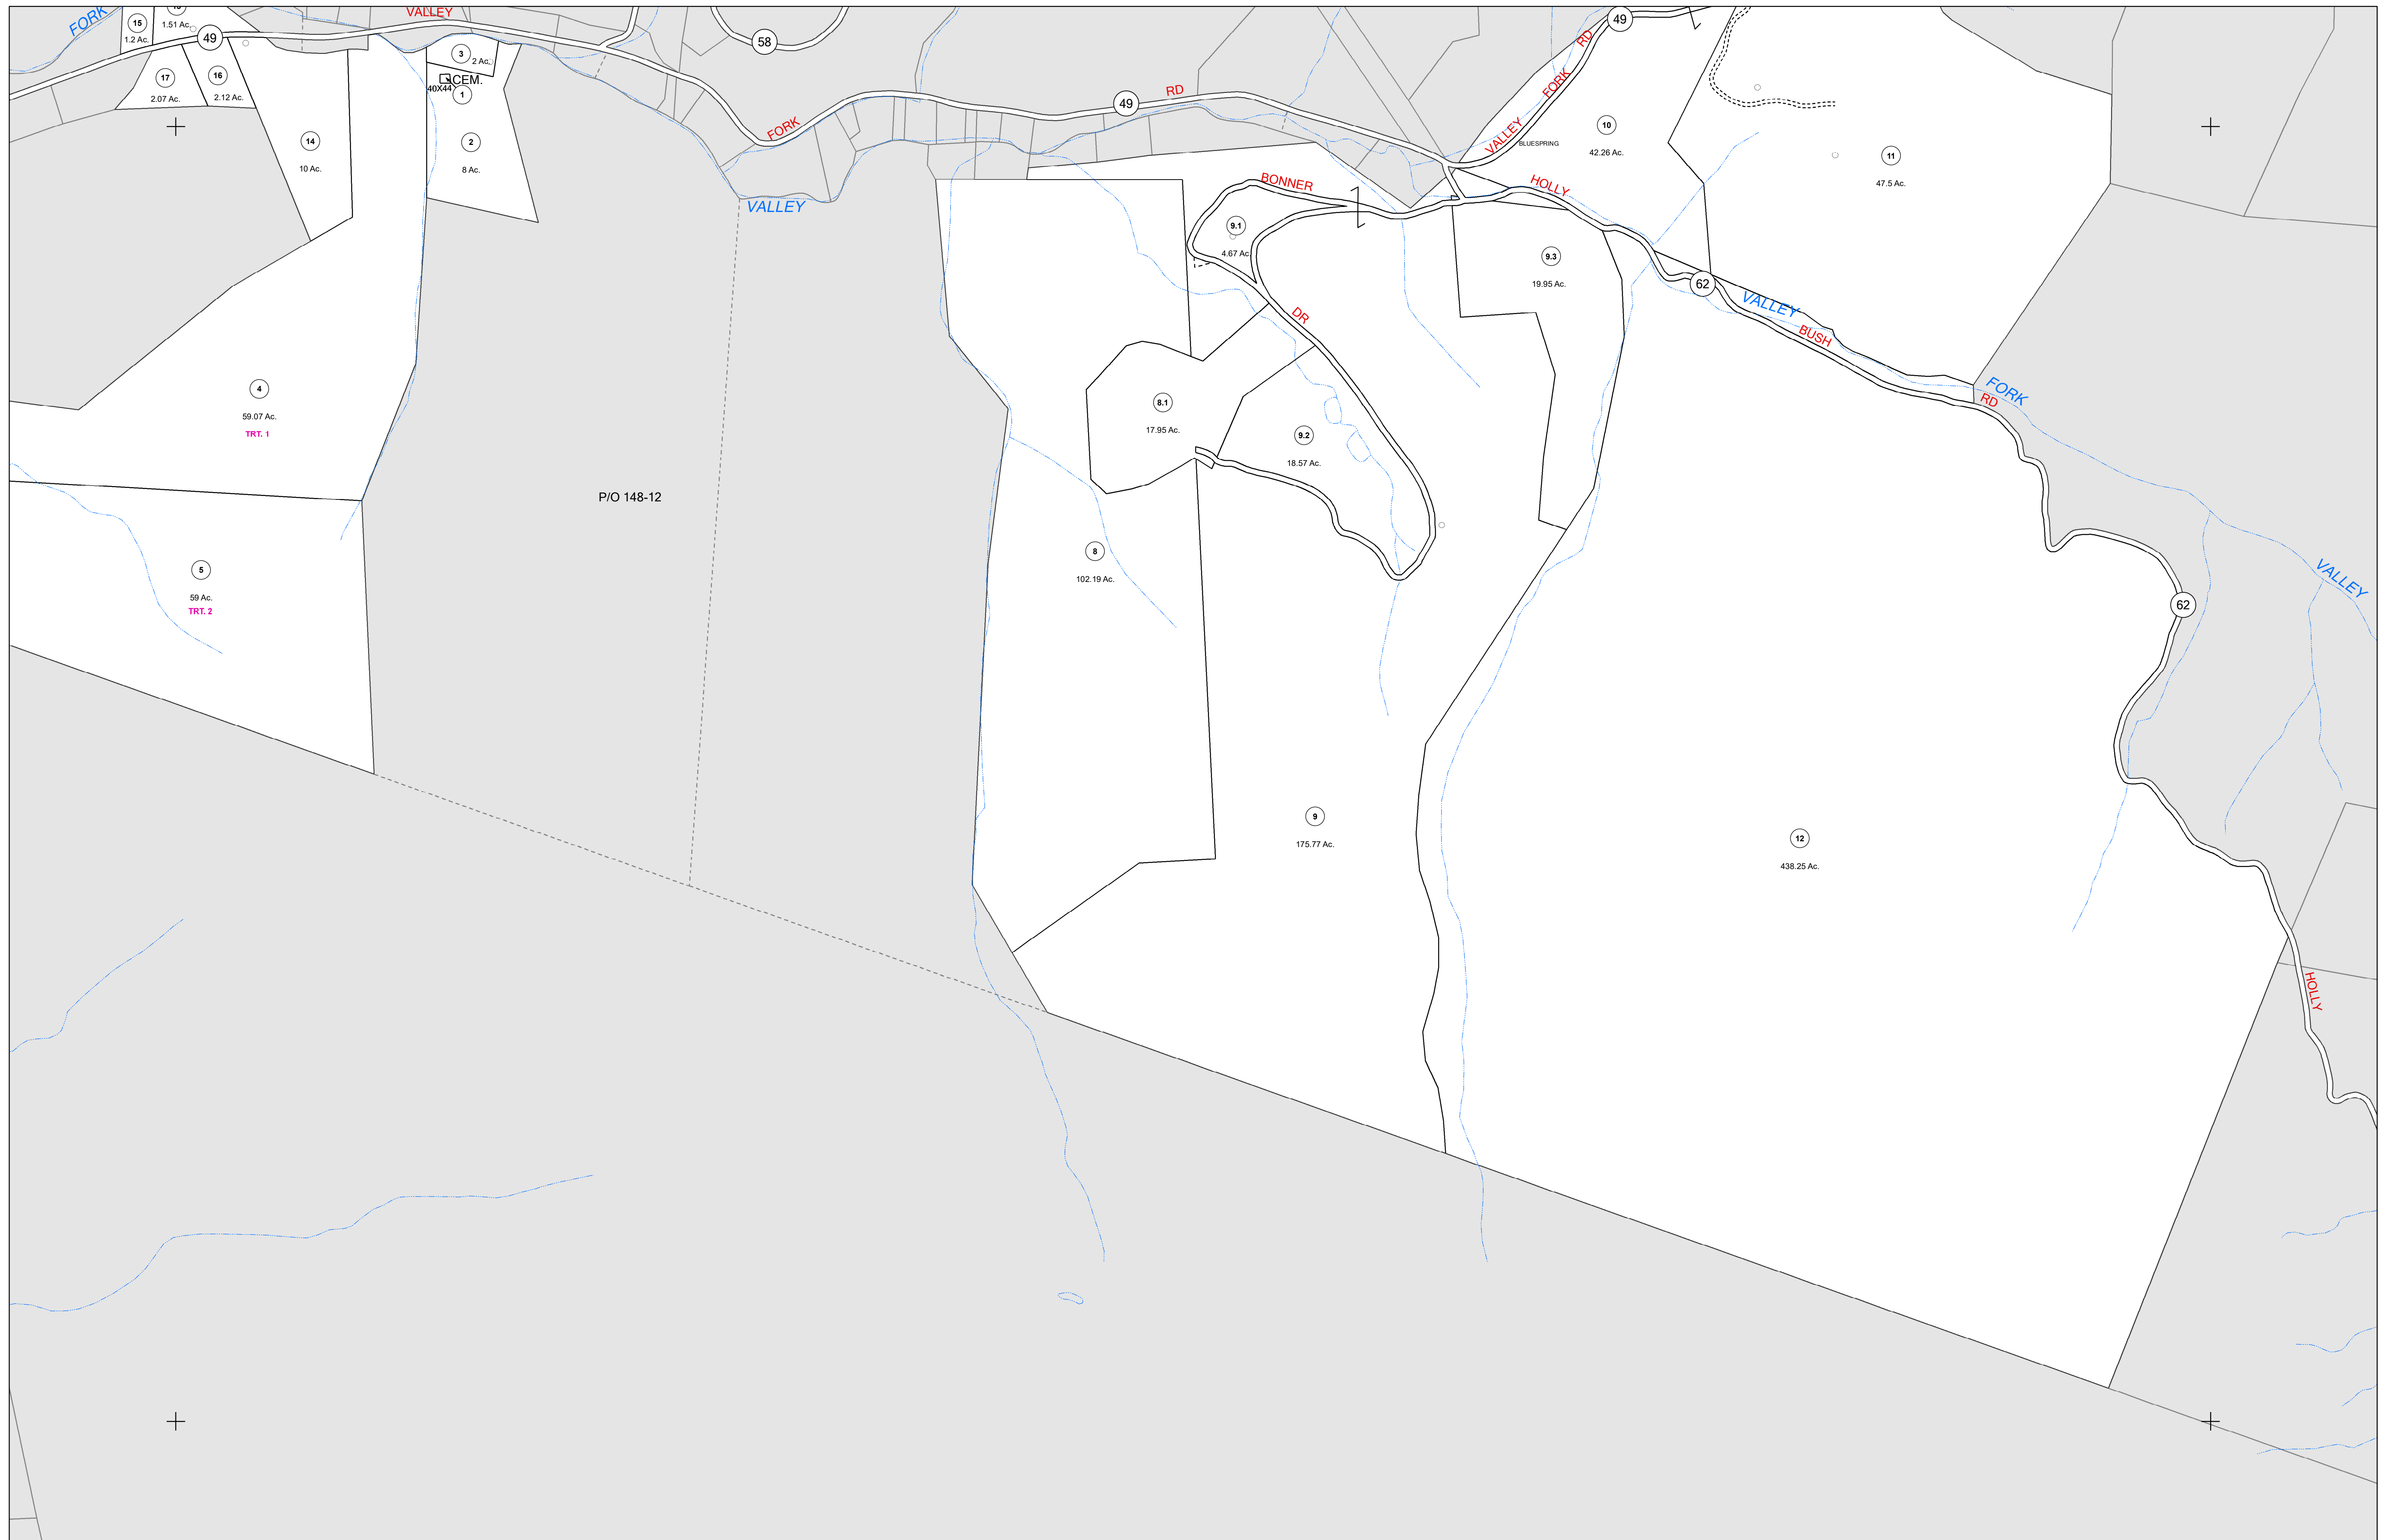 FORK
15
1.2 Ac.
1.51 Ac.
49
VALLEY
58
3
2 Ac.
CEM.
40X44
1
17
2.07 Ac.
16
2.12 Ac.
14
10 Ac.
2
8 Ac.
FORK
49
RD
VALLEY
49
RD
FORK
VALLEY
BLUESPRING
10
42.26 Ac.
11
47.5 Ac.
BONNER
HOLLY
9.1
4.67 Ac.
9.3
19.95 Ac.
62
VALLEY
BUSH
DR
FORK
RD
4
59.07 Ac.
TRT. 1
8.1
17.95 Ac.
9.2
18.57 Ac.
P/O 148-12
5
59 Ac.
TRT. 2
8
102.19 Ac.
VALLEY
62
9
175.77 Ac.
12
438.25 Ac.
HOLLY